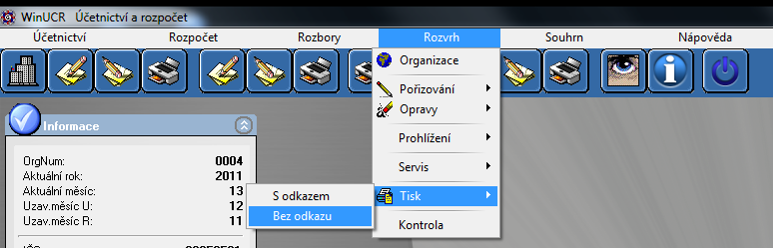 WinUCR Účetnictví a rozpočet
Účetnictví Rozpočet Rozbory Rozvrh Souhrn Nápověda
Organizace
Pořizování
Opravy
Prohlížení
Servis
Tisk
Kontrola
S odkazem
Bez odkazu
Informace
OrgNum: 0004
Aktuální rok: 2011
Aktuální měsíc: 13
Uzav.měsíc U: 12
Uzav.měsíc R: 11